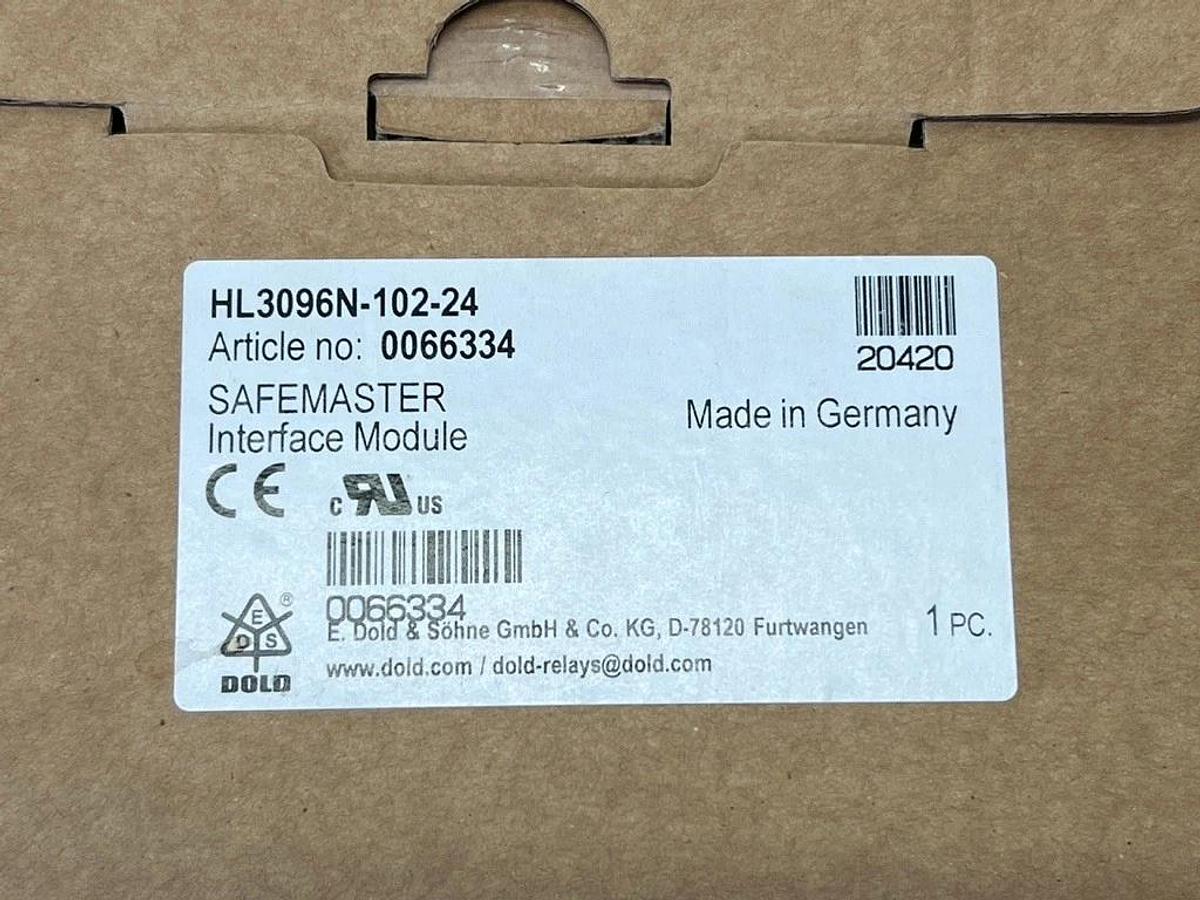 HL3096N-102-24
Article no: 0066334
20420
SAFEMASTER
Interface Module
Made in Germany
CE
c RU US
0066334
E. Dold & Söhne GmbH & Co. KG, D-78120 Furtwangen
1 PC.
www.dold.com / dold-relays@dold.com
E
D S
®
DOLD